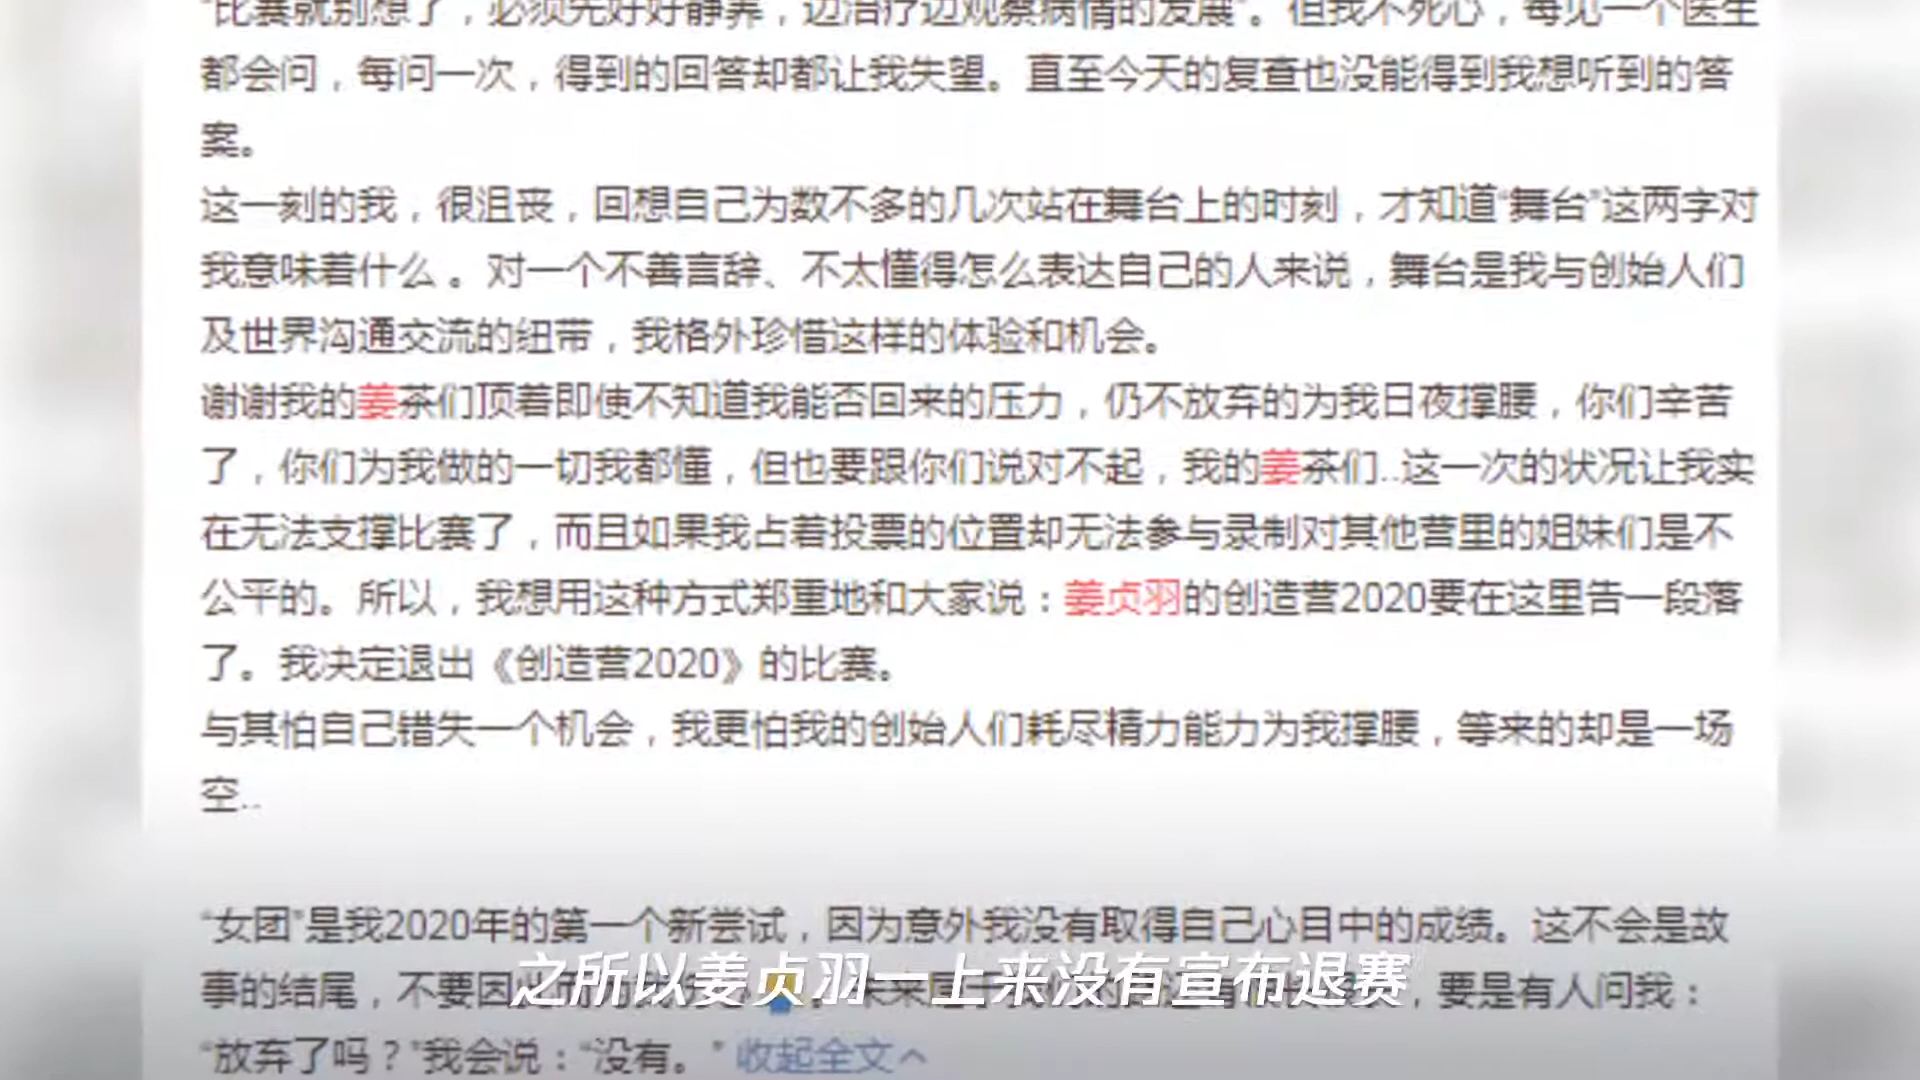 “比赛就别想了，必须先好好静养，边治疗边观察病情的发展”。但我不死心，每见一个医生
都会问，每问一次，得到的回答却都让我失望。直至今天的复查也没能得到我想听到的答
案。
这一刻的我，很沮丧，回想自己为数不多的几次站在舞台上的时刻，才知道“舞台”这两字对
我意味着什么 。对一个不善言辞、不太懂得怎么表达自己的人来说，舞台是我与创始人们
及世界沟通交流的纽带，我格外珍惜这样的体验和机会。
谢谢我的姜茶们顶着即使不知道我能否回来的压力，仍不放弃的为我日夜撑腰，你们辛苦
了，你们为我做的一切我都懂，但也要跟你们说对不起，我的姜茶们..这一次的状况让我实
在无法支撑比赛了，而且如果我占着投票的位置却无法参与录制对其他营里的姐妹们是不
公平的。所以，我想用这种方式郑重地和大家说：姜贞羽的创造营2020要在这里告一段落
了。我决定退出《创造营2020》的比赛。
与其怕自己错失一个机会，我更怕我的创始人们耗尽精力能力为我撑腰，等来的却是一场
空..
“女团”是我2020年的第一个新尝试，因为意外我没有取得自己心目中的成绩。这不会是故
事的结尾，不要因 ，要是有人问我：
之所以姜贞羽一上来没有宣布退赛
“放弃了吗？”我会说：“没有。” 收起全文